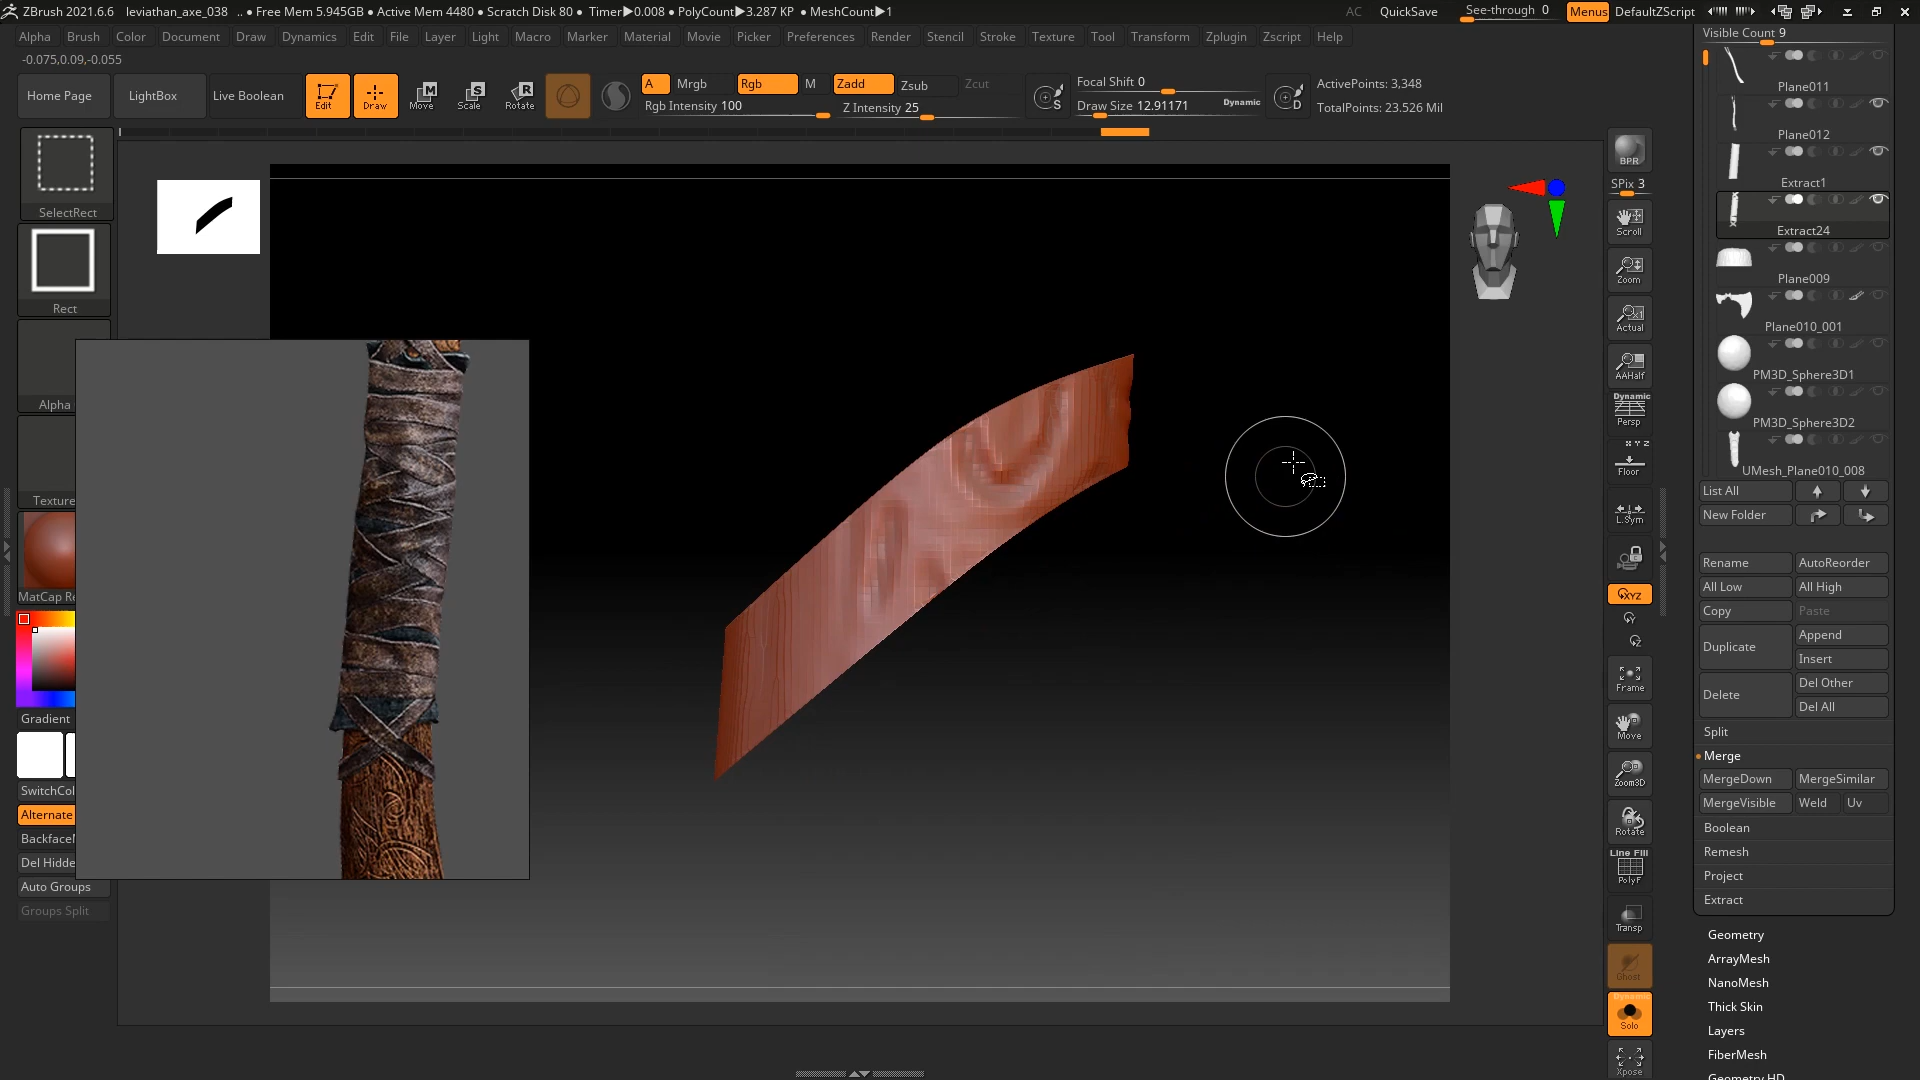 ZBrush 2021.6.6 leviathan_axe_038 .. ● Free Mem 5.945GB ● Active Mem 4480 ● Scratch Disk 80 ● Timer▶0.008 ● PolyCount▶3.287 KP ● MeshCount▶1 AC QuickSave See-through 0 Menus DefaultZScript
Alpha Brush Color Document Draw Dynamics Edit File Layer Light Macro Marker Material Movie Picker Preferences Render Stencil Stroke Texture Tool Transform Zplugin Zscript Help
-0.075,0.09,-0.055
Home Page LightBox Live Boolean Edit Draw Move Scale Rotate
A Mrgb Rgb M Zadd Zsub Zcut
Rgb Intensity 100 Z Intensity 25
S Focal Shift 0
Draw Size 12.91171 Dynamic D
ActivePoints: 3,348
TotalPoints: 23.526 Mil
SelectRect
Rect
Alpha
Texture
MatCap Re
Gradient
SwitchCol
Alternate
Backface
Del Hidde
Auto Groups
Groups Split
BPR
SPix 3
Scroll
Zoom
Actual
AAHalf
Dynamic
Persp
X Y Z
Floor
L.Sym
XYZ
Y
Z
Frame
Move
Zoom3D
Rotate
Line Fill
PolyF
Transp
Ghost
Dynamic
Solo
Xpose
Visible Count 9
Plane011
Plane012
Extract1
Extract24
Plane009
Plane010_001
PM3D_Sphere3D1
PM3D_Sphere3D2
UMesh_Plane010_008
List All
New Folder
Rename AutoReorder
All Low All High
Copy Paste
Duplicate Append
Insert
Delete Del Other
Del All
Split
Merge
MergeDown MergeSimilar
MergeVisible Weld Uv
Boolean
Remesh
Project
Extract
Geometry
ArrayMesh
NanoMesh
Thick Skin
Layers
FiberMesh
Geometry HD